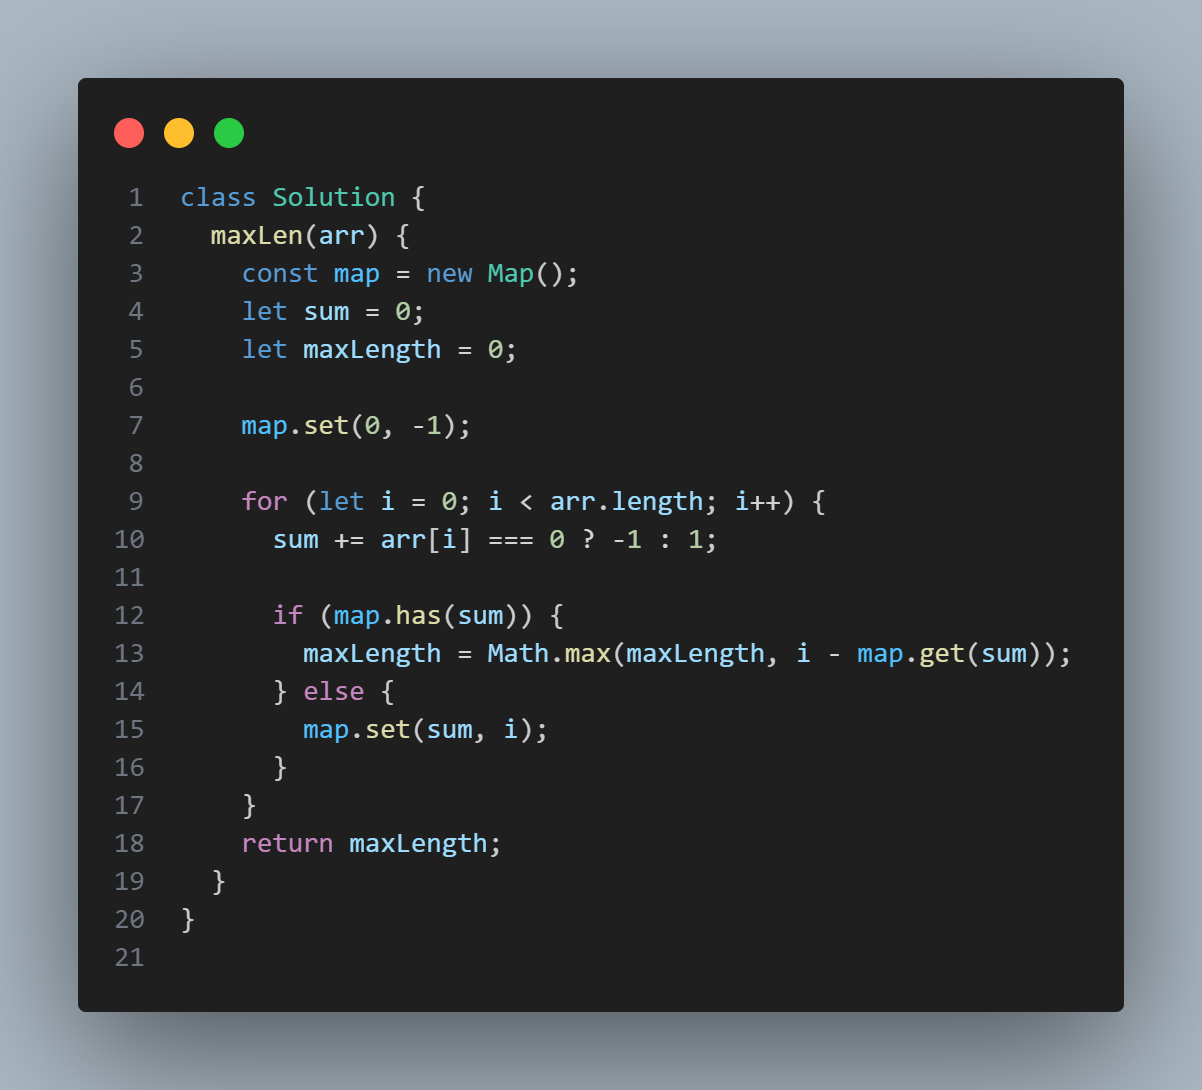 1 class Solution {
2   maxLen(arr) {
3     const map = new Map();
4     let sum = 0;
5     let maxLength = 0;
6
7     map.set(0, -1);
8
9     for (let i = 0; i < arr.length; i++) {
10       sum += arr[i] === 0 ? -1 : 1;
11
12       if (map.has(sum)) {
13         maxLength = Math.max(maxLength, i - map.get(sum));
14       } else {
15         map.set(sum, i);
16       }
17     }
18     return maxLength;
19   }
20 }
21